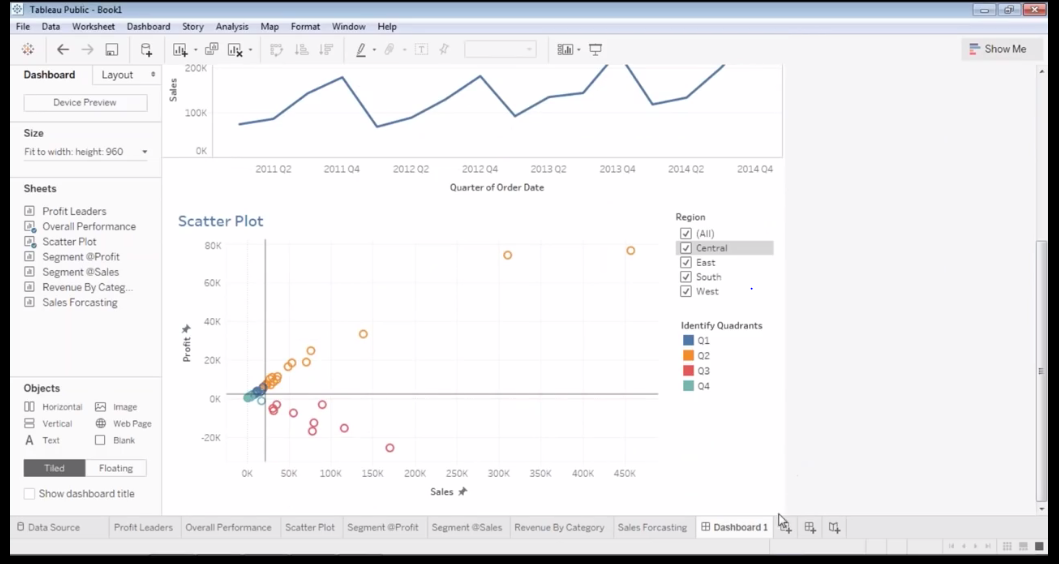 Tableau Public - Book1
File Data Worksheet Dashboard Story Analysis Map Format Window Help
Show Me
Dashboard Layout
Device Preview
Size
Fit to width: height: 960
Sheets
Profit Leaders
Overall Performance
Scatter Plot
Segment @Profit
Segment @Sales
Revenue By Categ...
Sales Forcasting
Objects
Horizontal Image
Vertical Web Page
A Text Blank
Tiled Floating
Show dashboard title
Sales
200K
100K
0K
2011 Q2 2011 Q4 2012 Q2 2012 Q4 2013 Q2 2013 Q4 2014 Q2 2014 Q4
Quarter of Order Date
Scatter Plot
Profit
80K
60K
40K
20K
0K
-20K
0K 50K 100K 150K 200K 250K 300K 350K 400K 450K
Sales
Region
(All)
Central
East
South
West
Identify Quadrants
Q1
Q2
Q3
Q4
Data Source Profit Leaders Overall Performance Scatter Plot Segment @Profit Segment @Sales Revenue By Category Sales Forcasting Dashboard 1